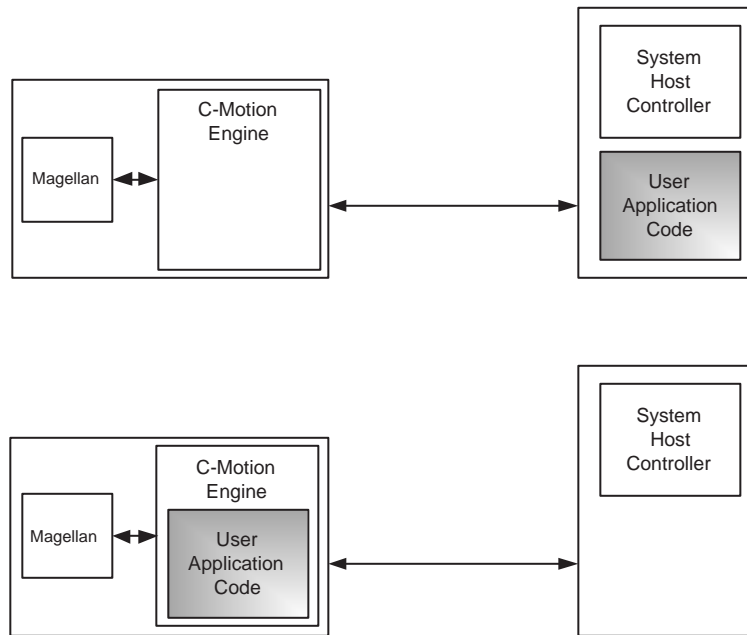 System
Host
Controller
C-Motion
Engine
Magellan
User
Application
Code
System
Host
Controller
C-Motion
Engine
Magellan
User
Application
Code